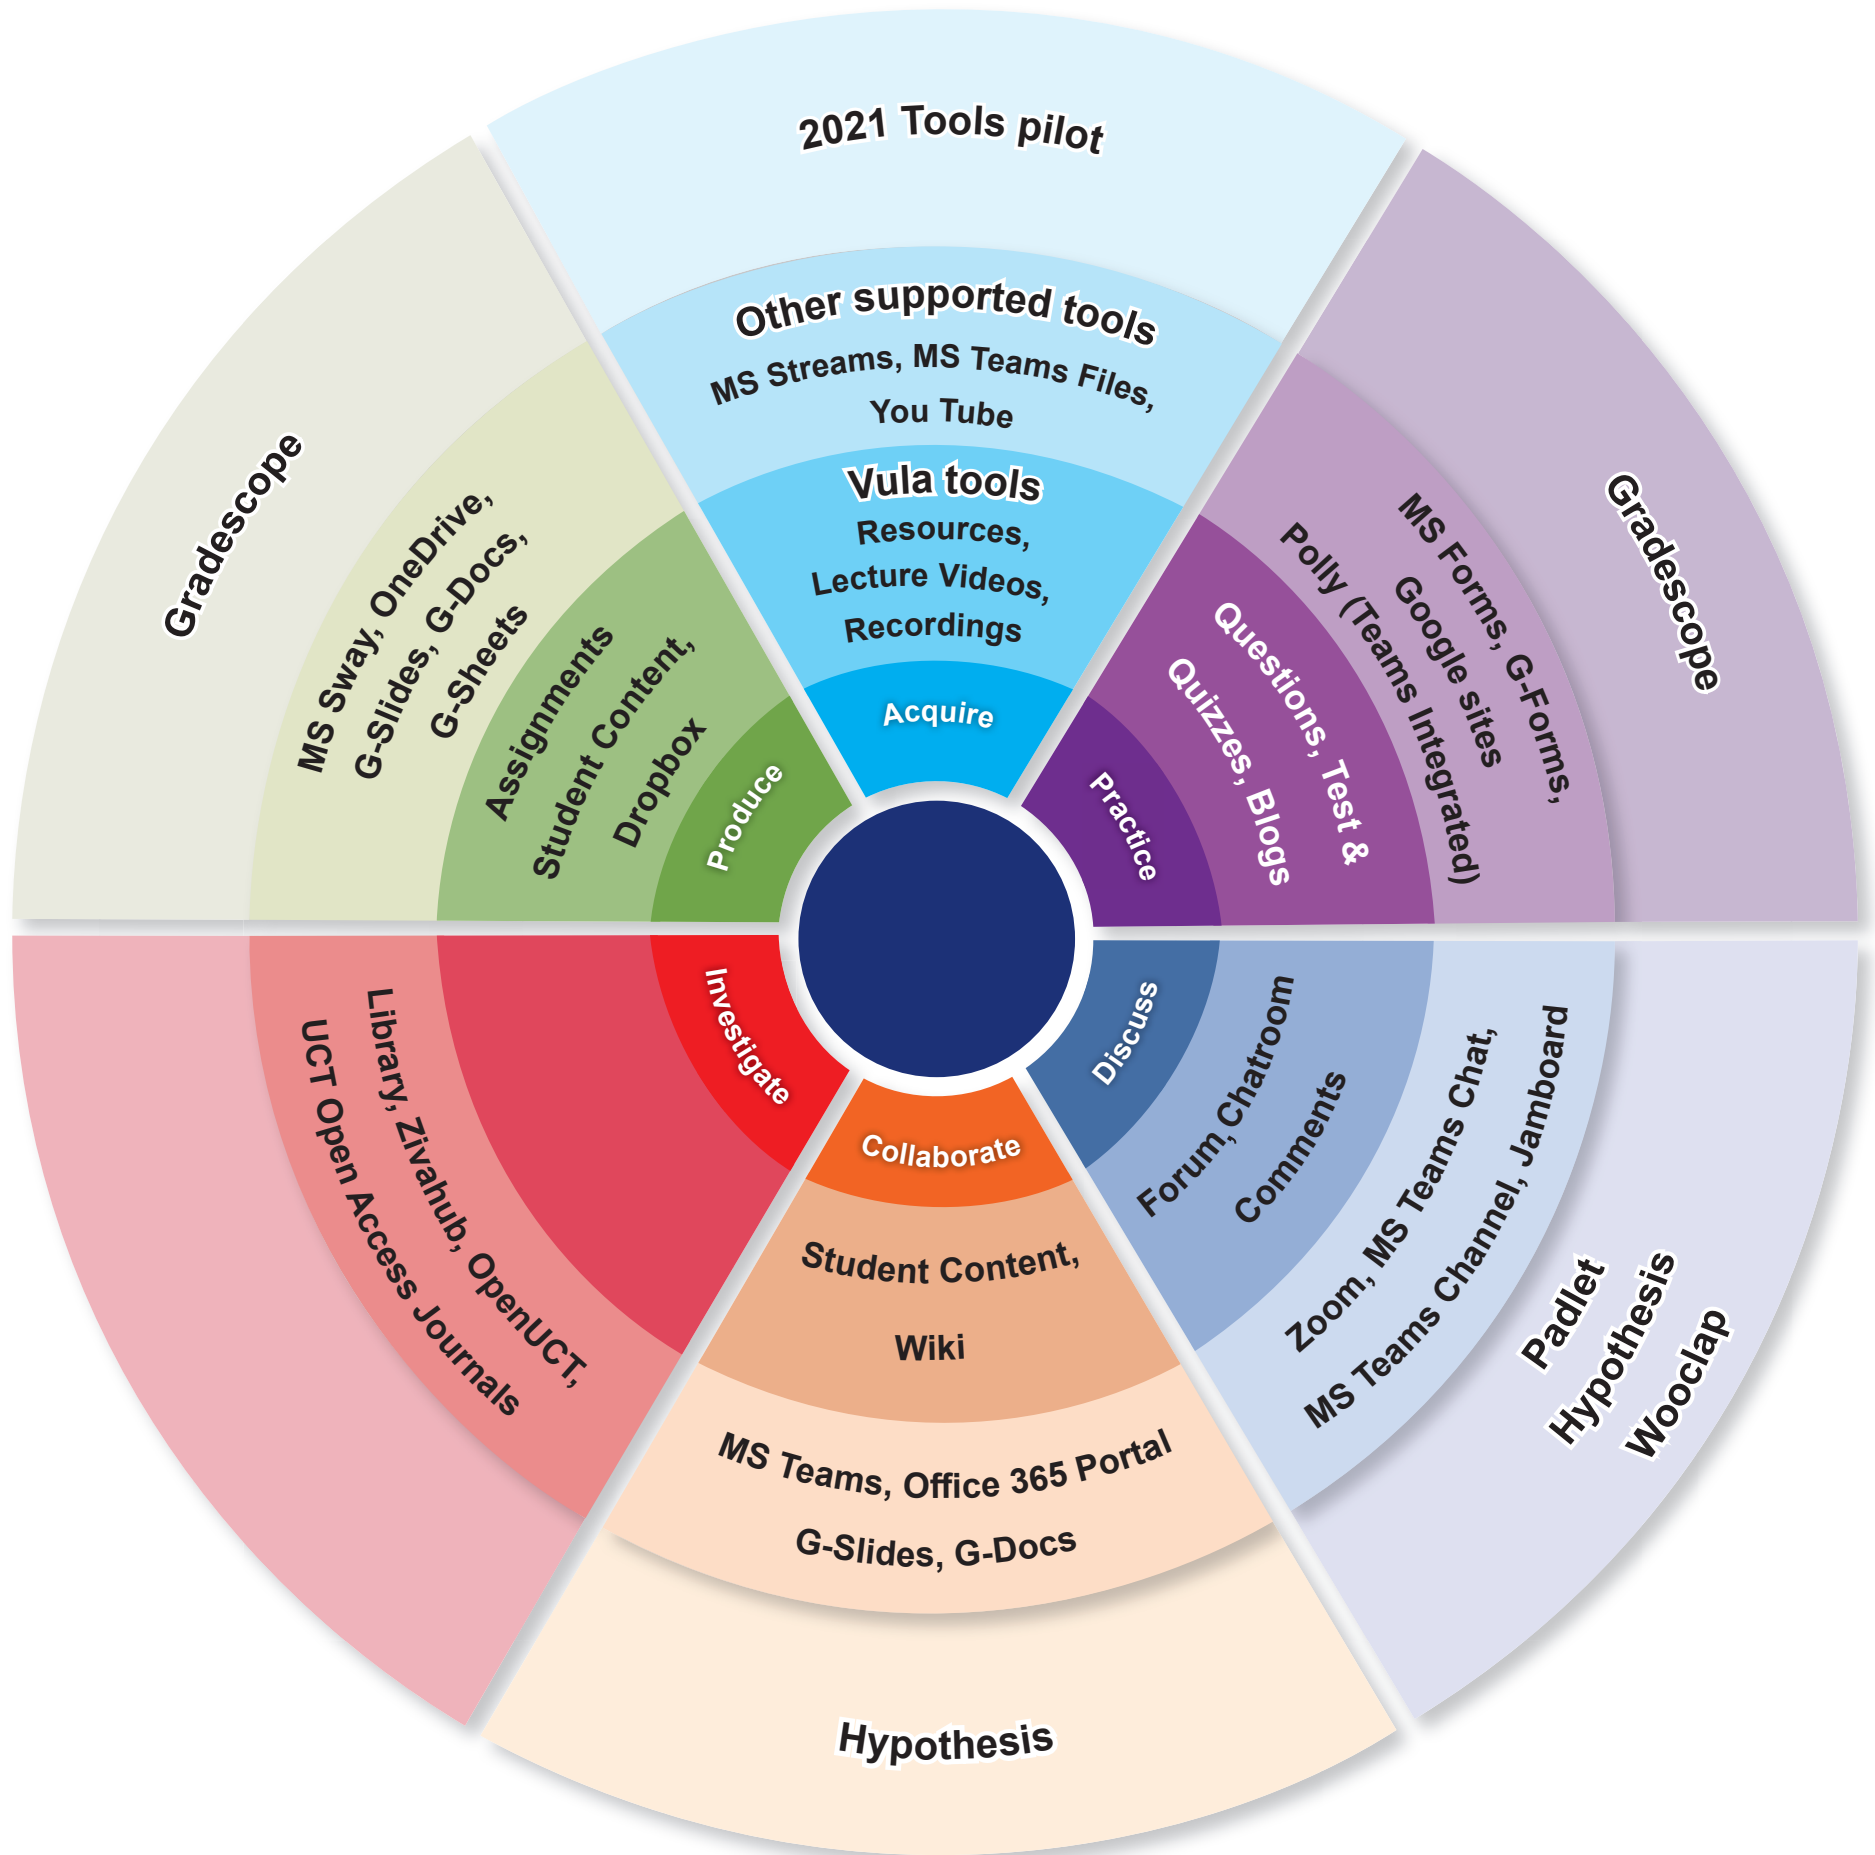 2021 Tools pilot
Other supported tools
MS Streams, MS Teams Files,
You Tube
Vula tools
Resources,
Lecture Videos,
Recordings
Acquire
Gradescope
MS Forms, G-Forms,
Google sites
Polly (Teams Integrated)
Questions, Test &
Quizzes, Blogs
Practice
Discuss
Forum, Chatroom
Comments
Zoom, MS Teams Chat,
MS Teams Channel, Jamboard
Padlet
Hypothesis
Wooclap
Collaborate
Student Content,
Wiki
MS Teams, Office 365 Portal
G-Slides, G-Docs
Hypothesis
Investigate
Library, Zivahub, OpenUCT,
UCT Open Access Journals
Gradescope
MS Sway, OneDrive,
G-Slides, G-Docs,
G-Sheets
Assignments
Student Content,
Dropbox
Produce